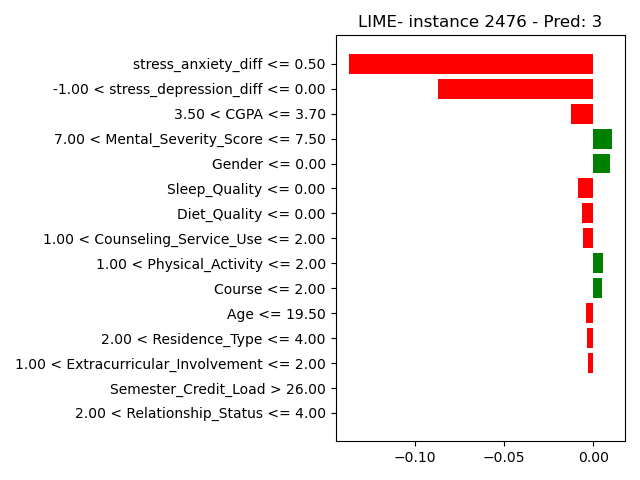 LIME- instance 2476 - Pred: 3
stress_anxiety_diff <= 0.50
-1.00 < stress_depression_diff <= 0.00
3.50 < CGPA <= 3.70
7.00 < Mental_Severity_Score <= 7.50
Gender <= 0.00
Sleep_Quality <= 0.00
Diet_Quality <= 0.00
1.00 < Counseling_Service_Use <= 2.00
1.00 < Physical_Activity <= 2.00
Course <= 2.00
Age <= 19.50
2.00 < Residence_Type <= 4.00
1.00 < Extracurricular_Involvement <= 2.00
Semester_Credit_Load > 26.00
2.00 < Relationship_Status <= 4.00
−0.10 −0.05 0.00